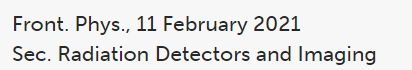 Front. Phys., 11 February 2021
Sec. Radiation Detectors and Imaging